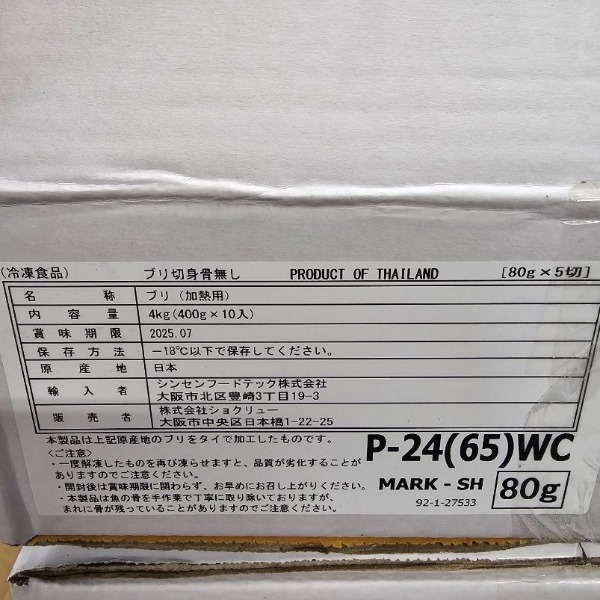 (冷凍食品) ブリ切身骨無し PRODUCT OF THAILAND [80g×5切]
名称 ブリ(加熱用)
内容量 4kg(400g×10入)
賞味期限 2025.07
保存方法 -18℃以下で保存してください。
原産地 日本
輸入者 シンセンフードテック株式会社
大阪市北区豊崎3丁目19-3
販売者 株式会社ショクリュー
大阪市中央区日本橋1-22-25
本製品は上記原産地のブリをタイで加工したものです。
<ご注意>
・一度解凍したものを再び凍らせますと、品質が劣化することが
ありますのでご注意ください。
・開封後は賞味期限に関わらず、お早めにお召し上がりください。
・本製品は魚の骨を手作業で丁寧に取り除いておりますが、
まれに骨が残っていることがありますのでご注意ください。
P-24(65)WC
MARK - SH 80g
92-1-27533